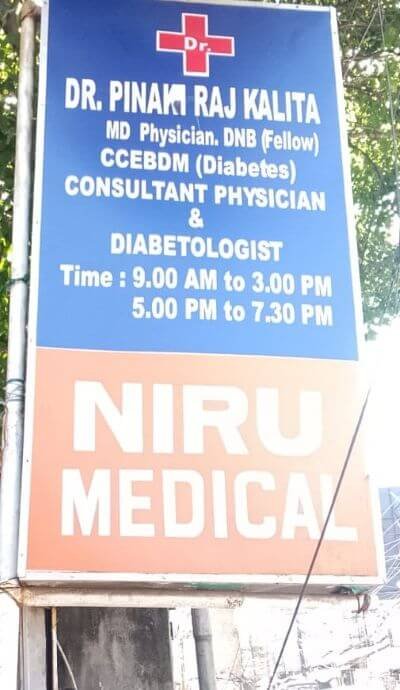 Dr.
DR. PINAKI RAJ KALITA
MD Physician. DNB (Fellow)
CCEBDM (Diabetes)
CONSULTANT PHYSICIAN
&
DIABETOLOGIST
Time : 9.00 AM to 3.00 PM
5.00 PM to 7.30 PM
NIRU
MEDICAL